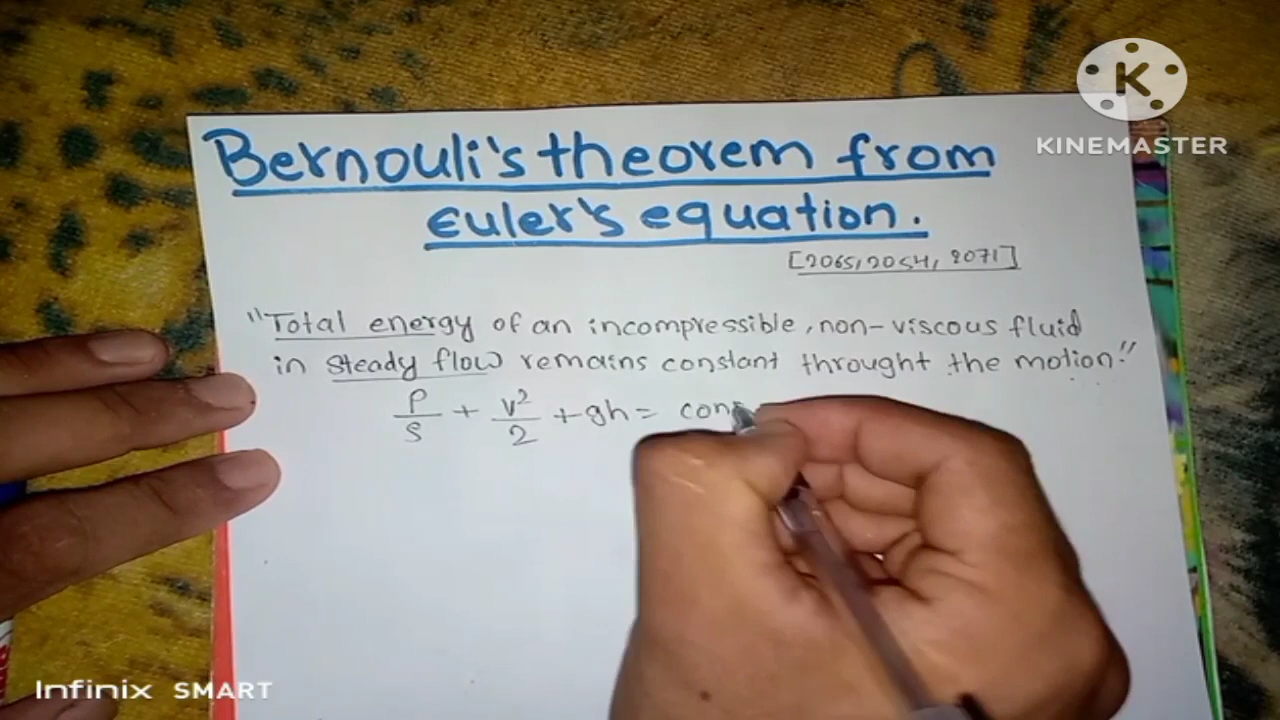 K
KINEMASTER
Bernouli's theorem from
Euler's equation.
[2065, 2054, 2071]
"Total energy of an incompressible, non-viscous fluid
in steady flow remains constant throught the motion."
P/ρ + v²/2 + gh = con
Infinix SMART